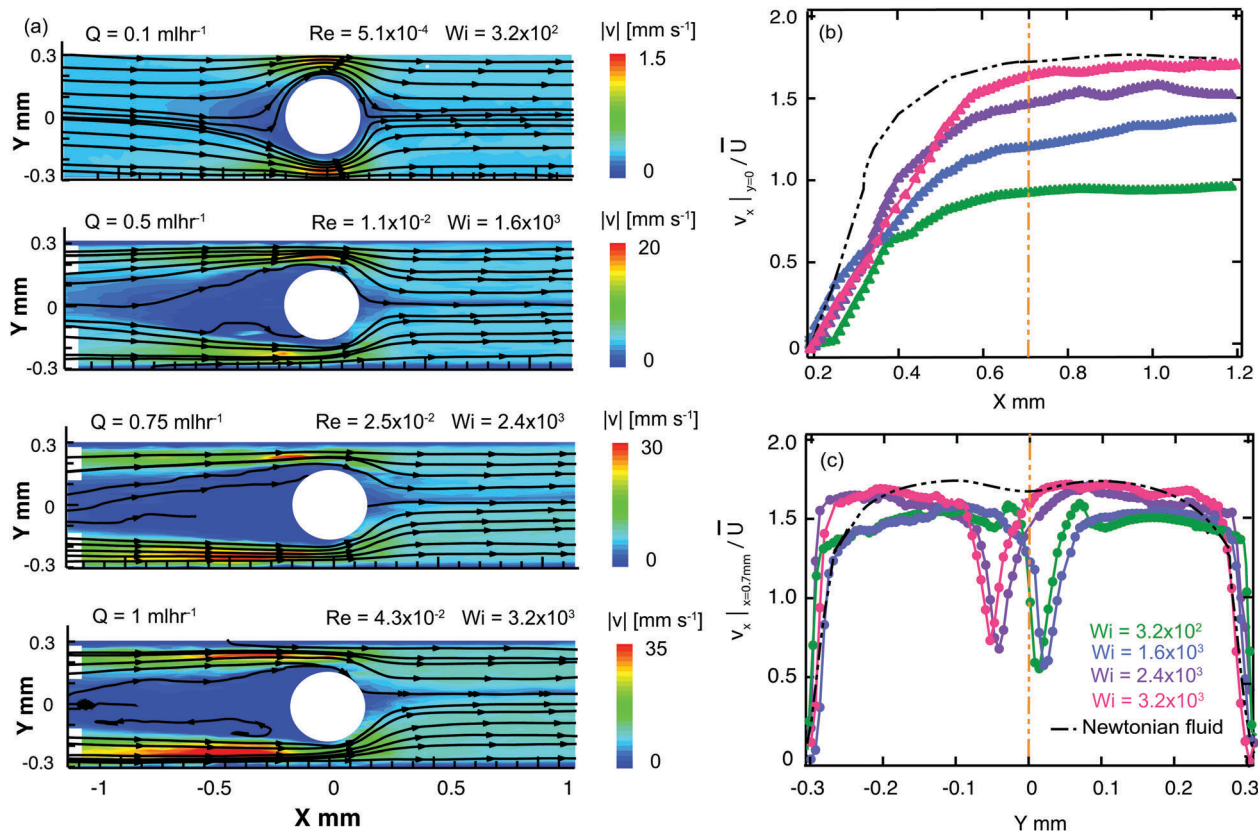 (a)
Q = 0.1 mlhr⁻¹ Re = 5.1x10⁻⁴ Wi = 3.2x10² |v| [mm s⁻¹]
0.3
0
-0.3
Y mm
1.5
0
Q = 0.5 mlhr⁻¹ Re = 1.1x10⁻² Wi = 1.6x10³ |v| [mm s⁻¹]
0.3
0
-0.3
Y mm
20
0
Q = 0.75 mlhr⁻¹ Re = 2.5x10⁻² Wi = 2.4x10³ |v| [mm s⁻¹]
0.3
0
-0.3
Y mm
30
0
Q = 1 mlhr⁻¹ Re = 4.3x10⁻² Wi = 3.2x10³ |v| [mm s⁻¹]
0.3
0
-0.3
Y mm
35
0
-1 -0.5 0 0.5 1
X mm
(b)
2.0
1.5
1.0
0.5
0
vₓ |y=0 / U̅
0.2 0.4 0.6 0.8 1.0 1.2
X mm
(c)
2.0
1.5
1.0
0.5
0
vₓ |x=0.7mm / U̅
Wi = 3.2x10²
Wi = 1.6x10³
Wi = 2.4x10³
Wi = 3.2x10³
Newtonian fluid
-0.3 -0.2 -0.1 0 0.1 0.2 0.3
Y mm